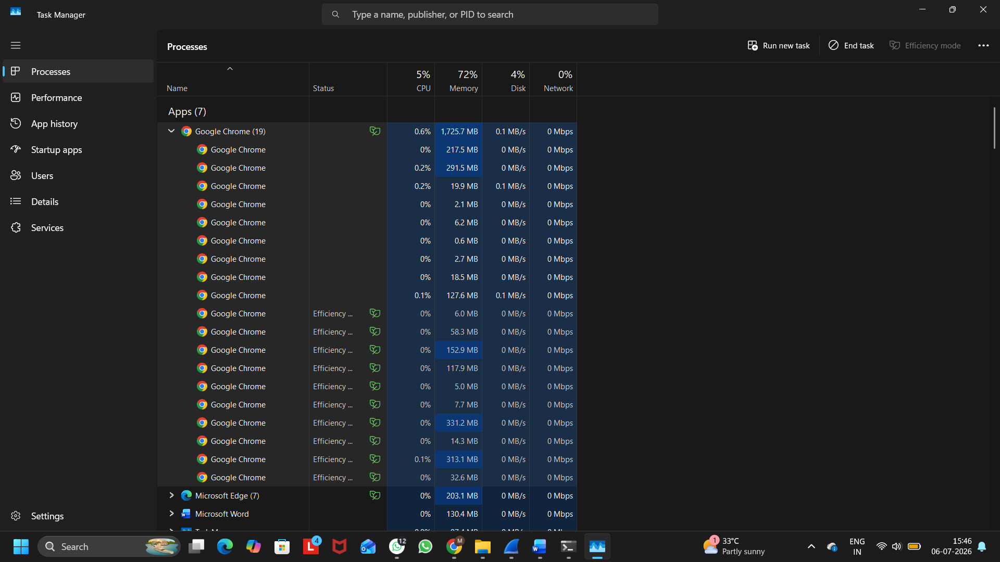 Task Manager
Type a name, publisher, or PID to search
Processes
Run new task
End task
Efficiency mode
Processes
Performance
App history
Startup apps
Users
Details
Services
Settings
5% 72% 4% 0%
Name Status CPU Memory Disk Network
Apps (7)
Google Chrome (19) 0.6% 1,725.7 MB 0.1 MB/s 0 Mbps
Google Chrome 0% 217.5 MB 0 MB/s 0 Mbps
Google Chrome 0.2% 291.5 MB 0 MB/s 0 Mbps
Google Chrome 0.2% 19.9 MB 0.1 MB/s 0 Mbps
Google Chrome 0% 2.1 MB 0 MB/s 0 Mbps
Google Chrome 0% 6.2 MB 0 MB/s 0 Mbps
Google Chrome 0% 0.6 MB 0 MB/s 0 Mbps
Google Chrome 0% 2.7 MB 0 MB/s 0 Mbps
Google Chrome 0% 18.5 MB 0 MB/s 0 Mbps
Google Chrome 0.1% 127.6 MB 0.1 MB/s 0 Mbps
Google Chrome Efficiency ... 0% 6.0 MB 0 MB/s 0 Mbps
Google Chrome Efficiency ... 0% 58.3 MB 0 MB/s 0 Mbps
Google Chrome Efficiency ... 0% 152.9 MB 0 MB/s 0 Mbps
Google Chrome Efficiency ... 0% 117.9 MB 0 MB/s 0 Mbps
Google Chrome Efficiency ... 0% 5.0 MB 0 MB/s 0 Mbps
Google Chrome Efficiency ... 0% 7.7 MB 0 MB/s 0 Mbps
Google Chrome Efficiency ... 0% 331.2 MB 0 MB/s 0 Mbps
Google Chrome Efficiency ... 0% 14.3 MB 0 MB/s 0 Mbps
Google Chrome Efficiency ... 0.1% 313.1 MB 0 MB/s 0 Mbps
Google Chrome Efficiency ... 0% 32.6 MB 0 MB/s 0 Mbps
Microsoft Edge (7) 0% 203.1 MB 0 MB/s 0 Mbps
Microsoft Word 0% 130.4 MB 0 MB/s 0 Mbps
Search
L 4
12
M
1
33°C
Partly sunny
ENG
IN
15:46
06-07-2026